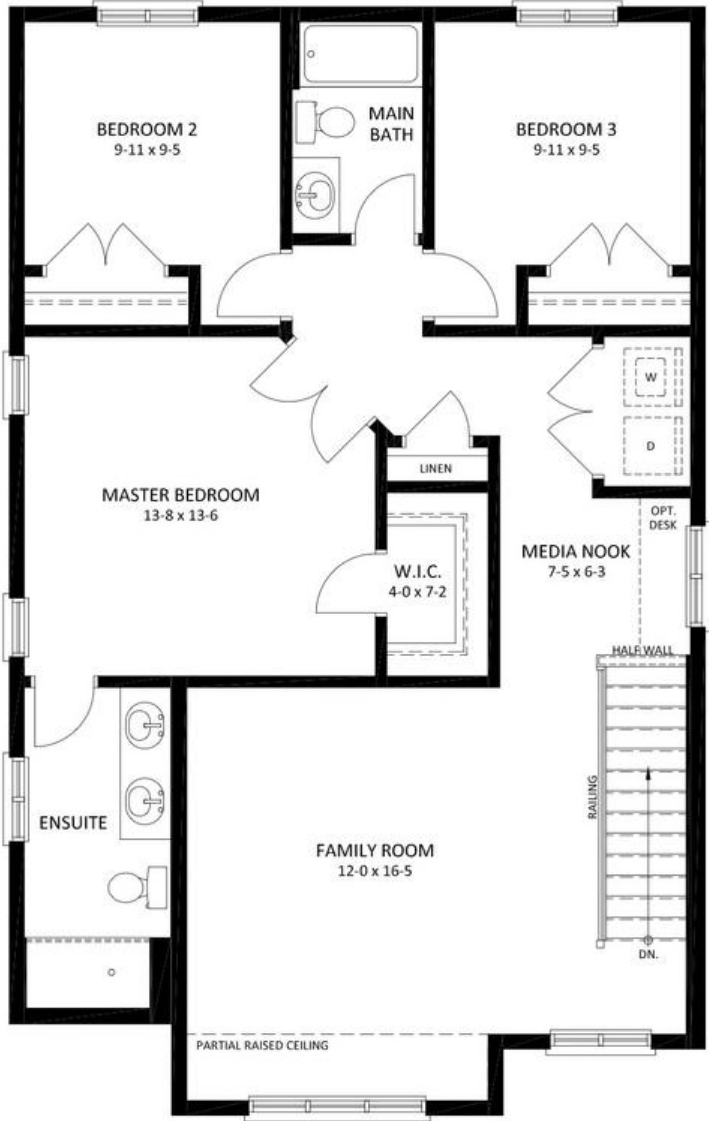 BEDROOM 2
9-11 x 9-5
MAIN
BATH
BEDROOM 3
9-11 x 9-5
W
D
LINEN
MASTER BEDROOM
13-8 x 13-6
W.I.C.
4-0 x 7-2
OPT.
DESK
MEDIA NOOK
7-5 x 6-3
HALF WALL
RAILING
ENSUITE
FAMILY ROOM
12-0 x 16-5
DN.
PARTIAL RAISED CEILING